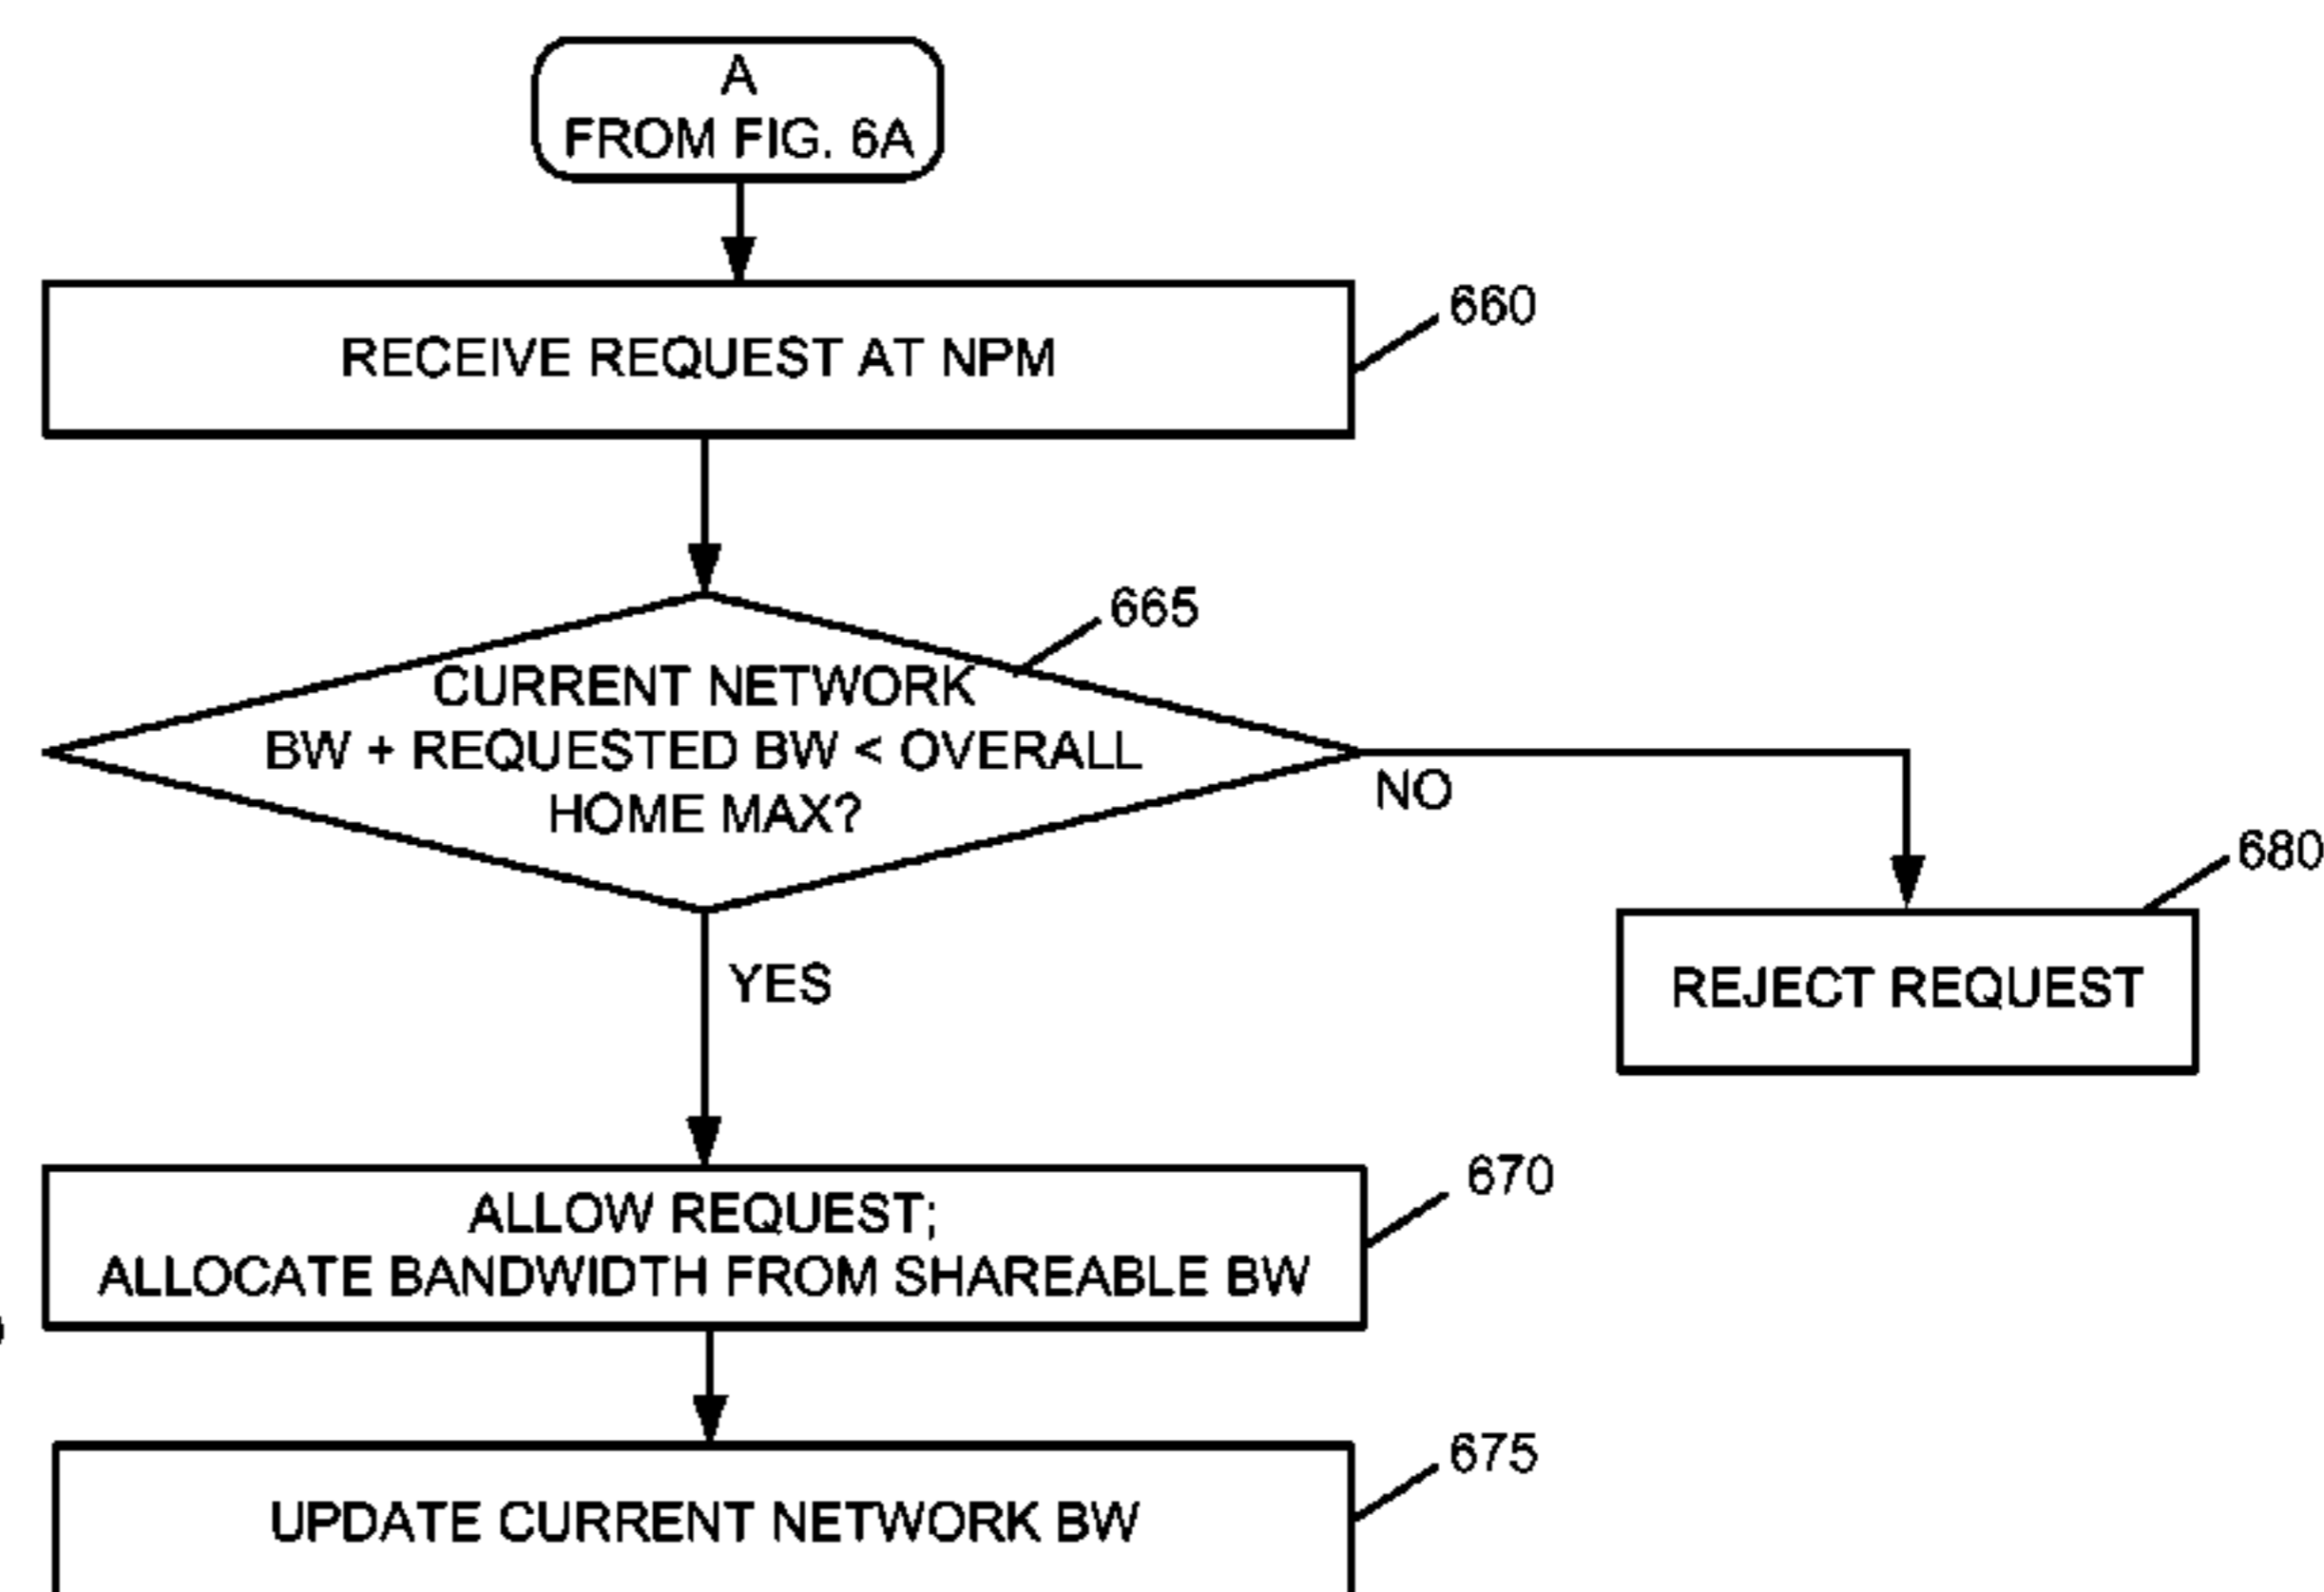 A
FROM FIG. 6A
660
RECEIVE REQUEST AT NPM
665
CURRENT NETWORK
BW + REQUESTED BW < OVERALL
HOME MAX?
NO
680
REJECT REQUEST
YES
670
ALLOW REQUEST;
ALLOCATE BANDWIDTH FROM SHAREABLE BW
675
UPDATE CURRENT NETWORK BW